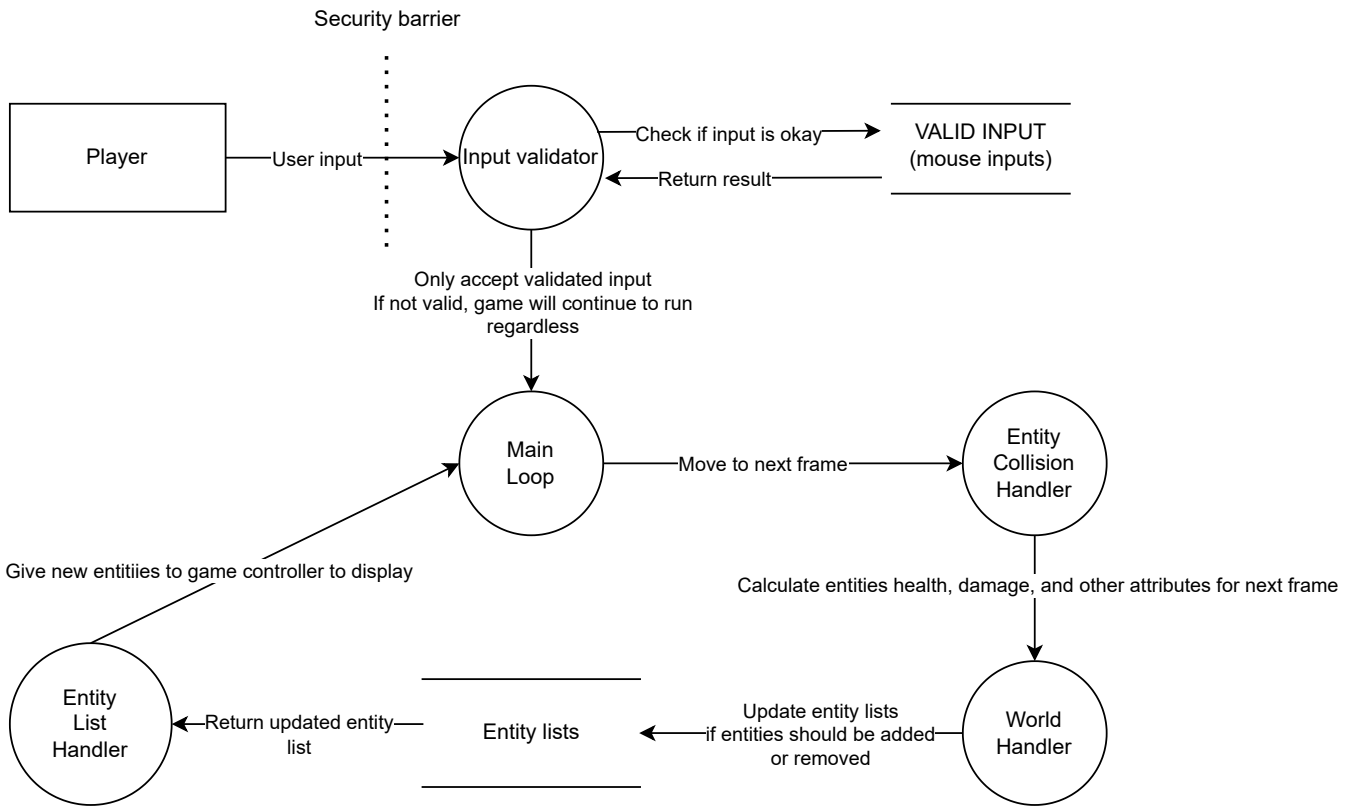 Security barrier
Player
User input
Input validator
Check if input is okay
Return result
VALID INPUT
(mouse inputs)
Only accept validated input
If not valid, game will continue to run
regardless
Main
Loop
Move to next frame
Entity
Collision
Handler
Give new entitiies to game controller to display
Calculate entities health, damage, and other attributes for next frame
Entity
List
Handler
Return updated entity
list
Entity lists
Update entity lists
if entities should be added
or removed
World
Handler